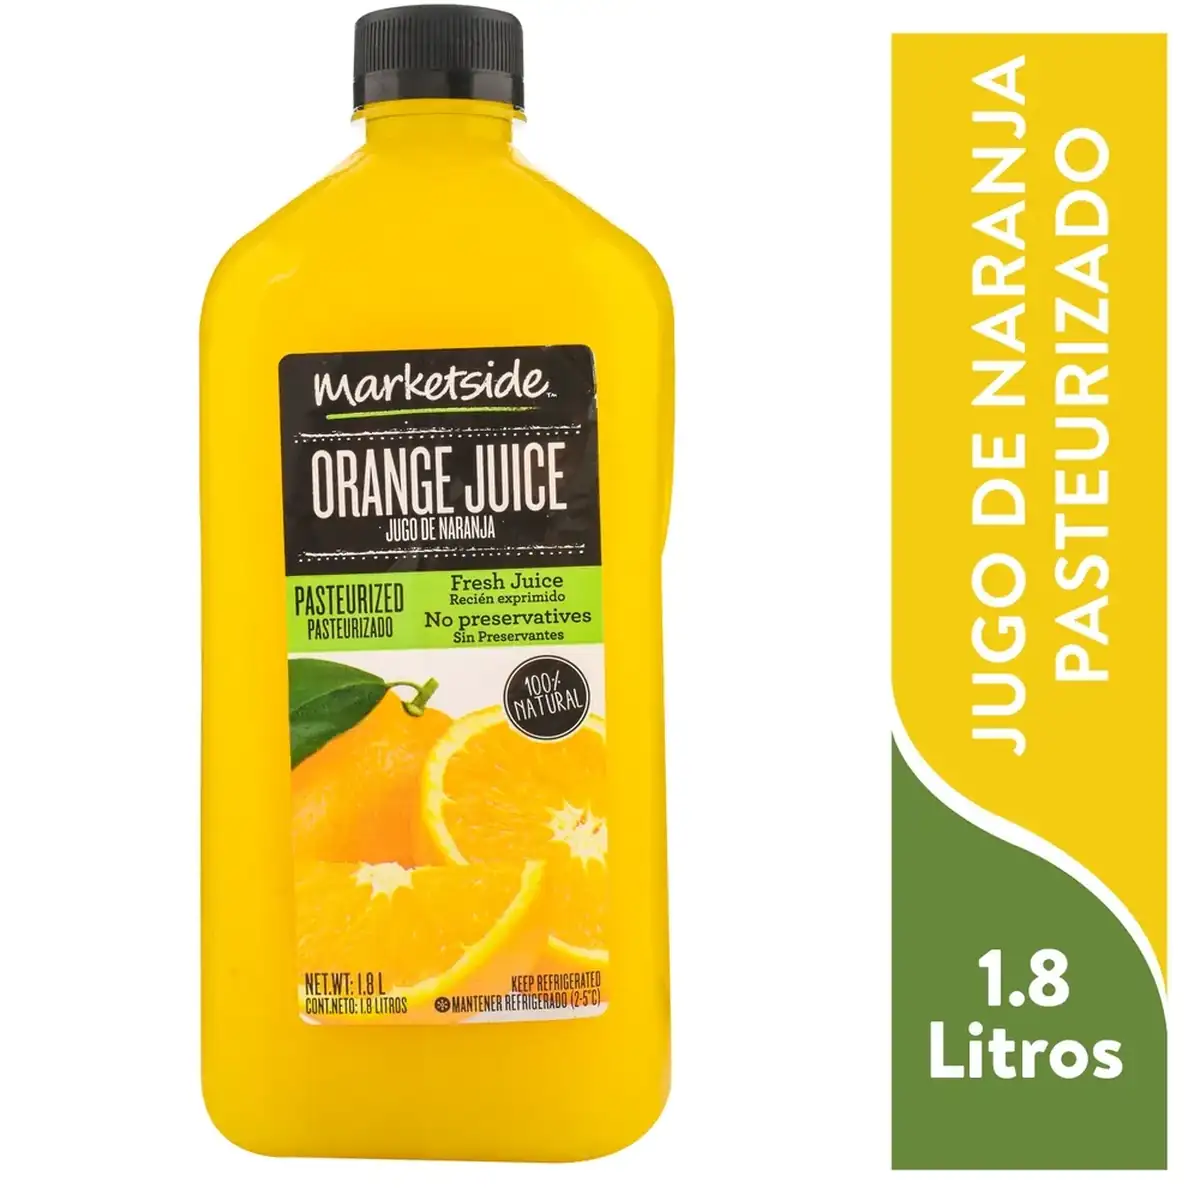 marketside™
ORANGE JUICE
JUGO DE NARANJA
PASTEURIZED
PASTEURIZADO
Fresh Juice
Recién exprimido
No preservatives
Sin Preservantes
100%
NATURAL
NET.WT: 1.8 L
CONT.NETO: 1.8 LITROS
KEEP REFRIGERATED
MANTENER REFRIGERADO (2-5°C)
JUGO DE NARANJA
PASTEURIZADO
1.8
Litros